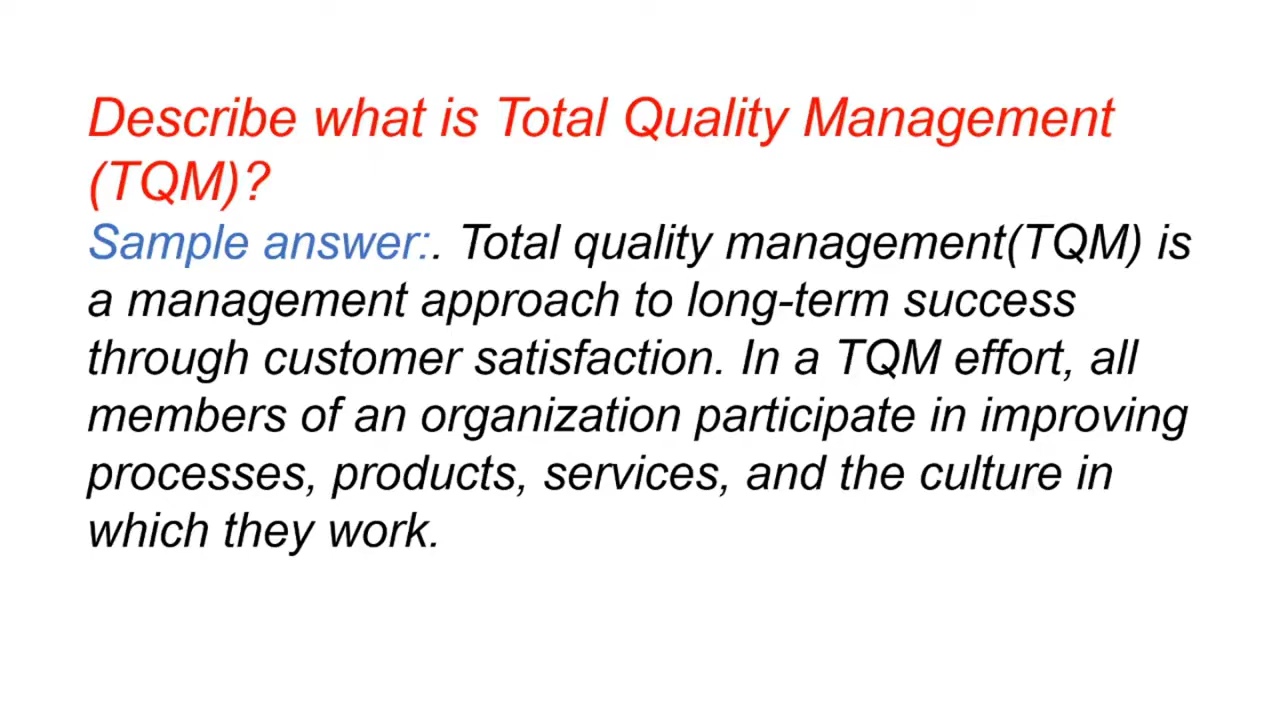 Describe what is Total Quality Management
(TQM)?
Sample answer:. Total quality management(TQM) is
a management approach to long-term success
through customer satisfaction. In a TQM effort, all
members of an organization participate in improving
processes, products, services, and the culture in
which they work.